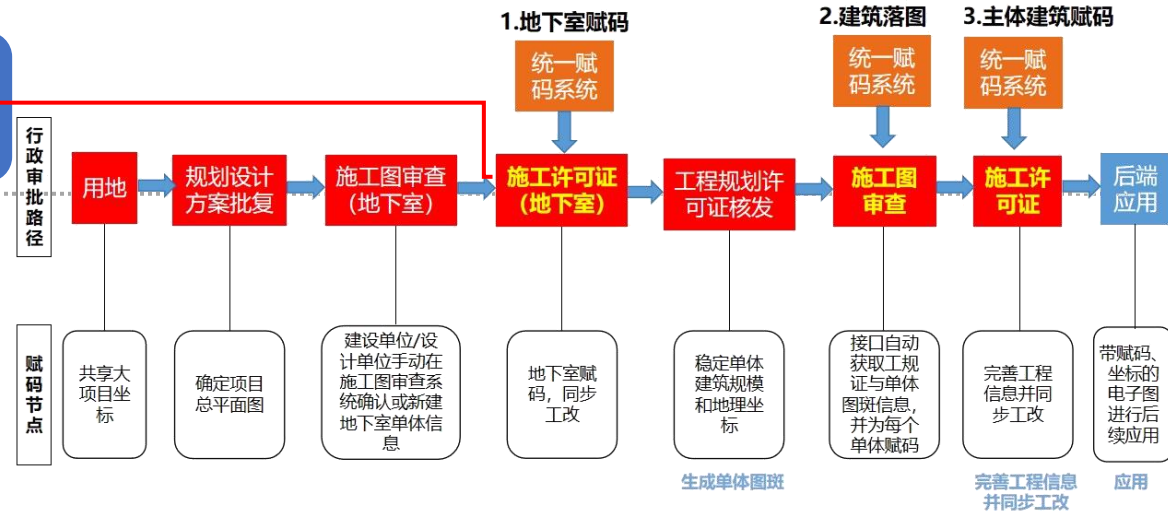 1.地下室赋码
2.建筑落图
3.主体建筑赋码
统一赋
码系统
统一赋
码系统
统一赋
码系统
行政审批路径
用地
规划设计
方案批复
施工图审查
（地下室）
施工许可证
（地下室）
工程规划许
可证核发
施工图
审查
施工许
可证
后端
应用
赋码节点
共享大
项目坐
标
确定项目
总平面图
建设单位/设
计单位手动在
施工图审查系
统确认或新建
地下室单体信
息
地下室赋
码，同步
工改
稳定单体
建筑规模
和地理坐
标
接口自动
获取工规
证与单体
图斑信息，
并为每个
单体赋码
完善工程
信息并同
步工改
带赋码、
坐标的
电子图
进行后
续应用
生成单体图斑
完善工程信息
并同步工改
应用